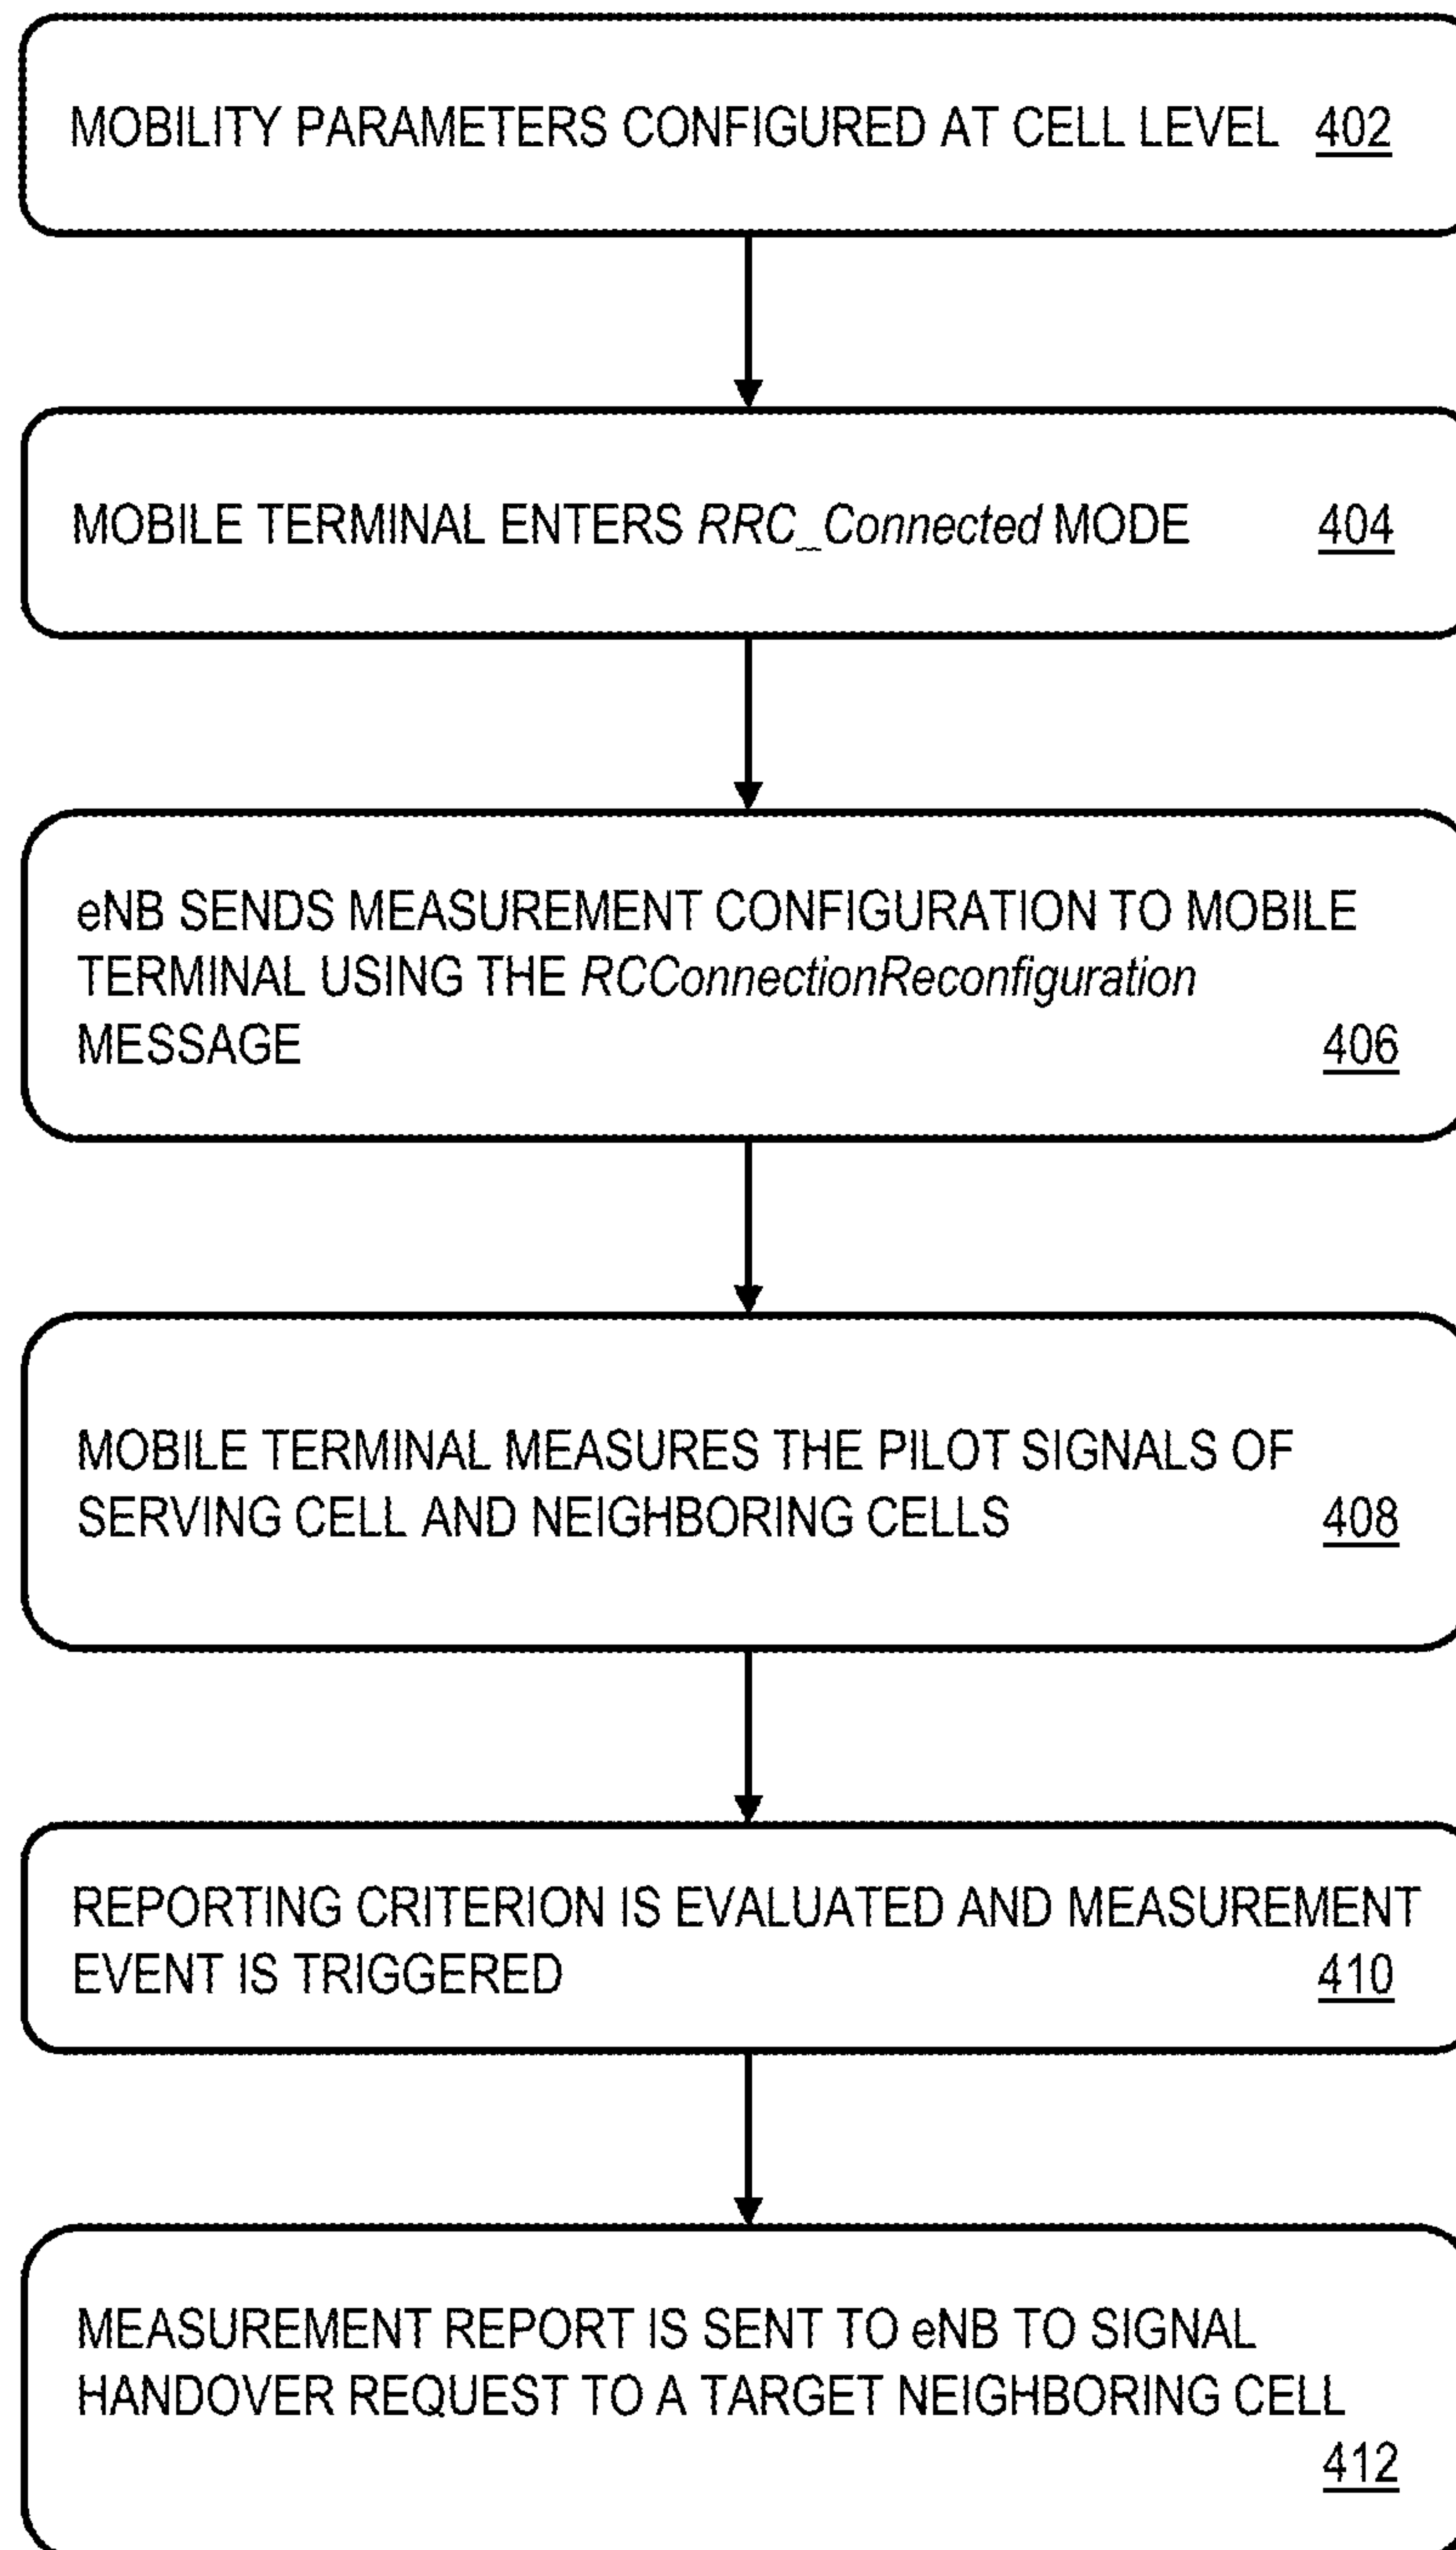 MOBILITY PARAMETERS CONFIGURED AT CELL LEVEL 402
MOBILE TERMINAL ENTERS RRC_Connected MODE 404
eNB SENDS MEASUREMENT CONFIGURATION TO MOBILE
TERMINAL USING THE RCConnectionReconfiguration
MESSAGE 406
MOBILE TERMINAL MEASURES THE PILOT SIGNALS OF
SERVING CELL AND NEIGHBORING CELLS 408
REPORTING CRITERION IS EVALUATED AND MEASUREMENT
EVENT IS TRIGGERED 410
MEASUREMENT REPORT IS SENT TO eNB TO SIGNAL
HANDOVER REQUEST TO A TARGET NEIGHBORING CELL
412